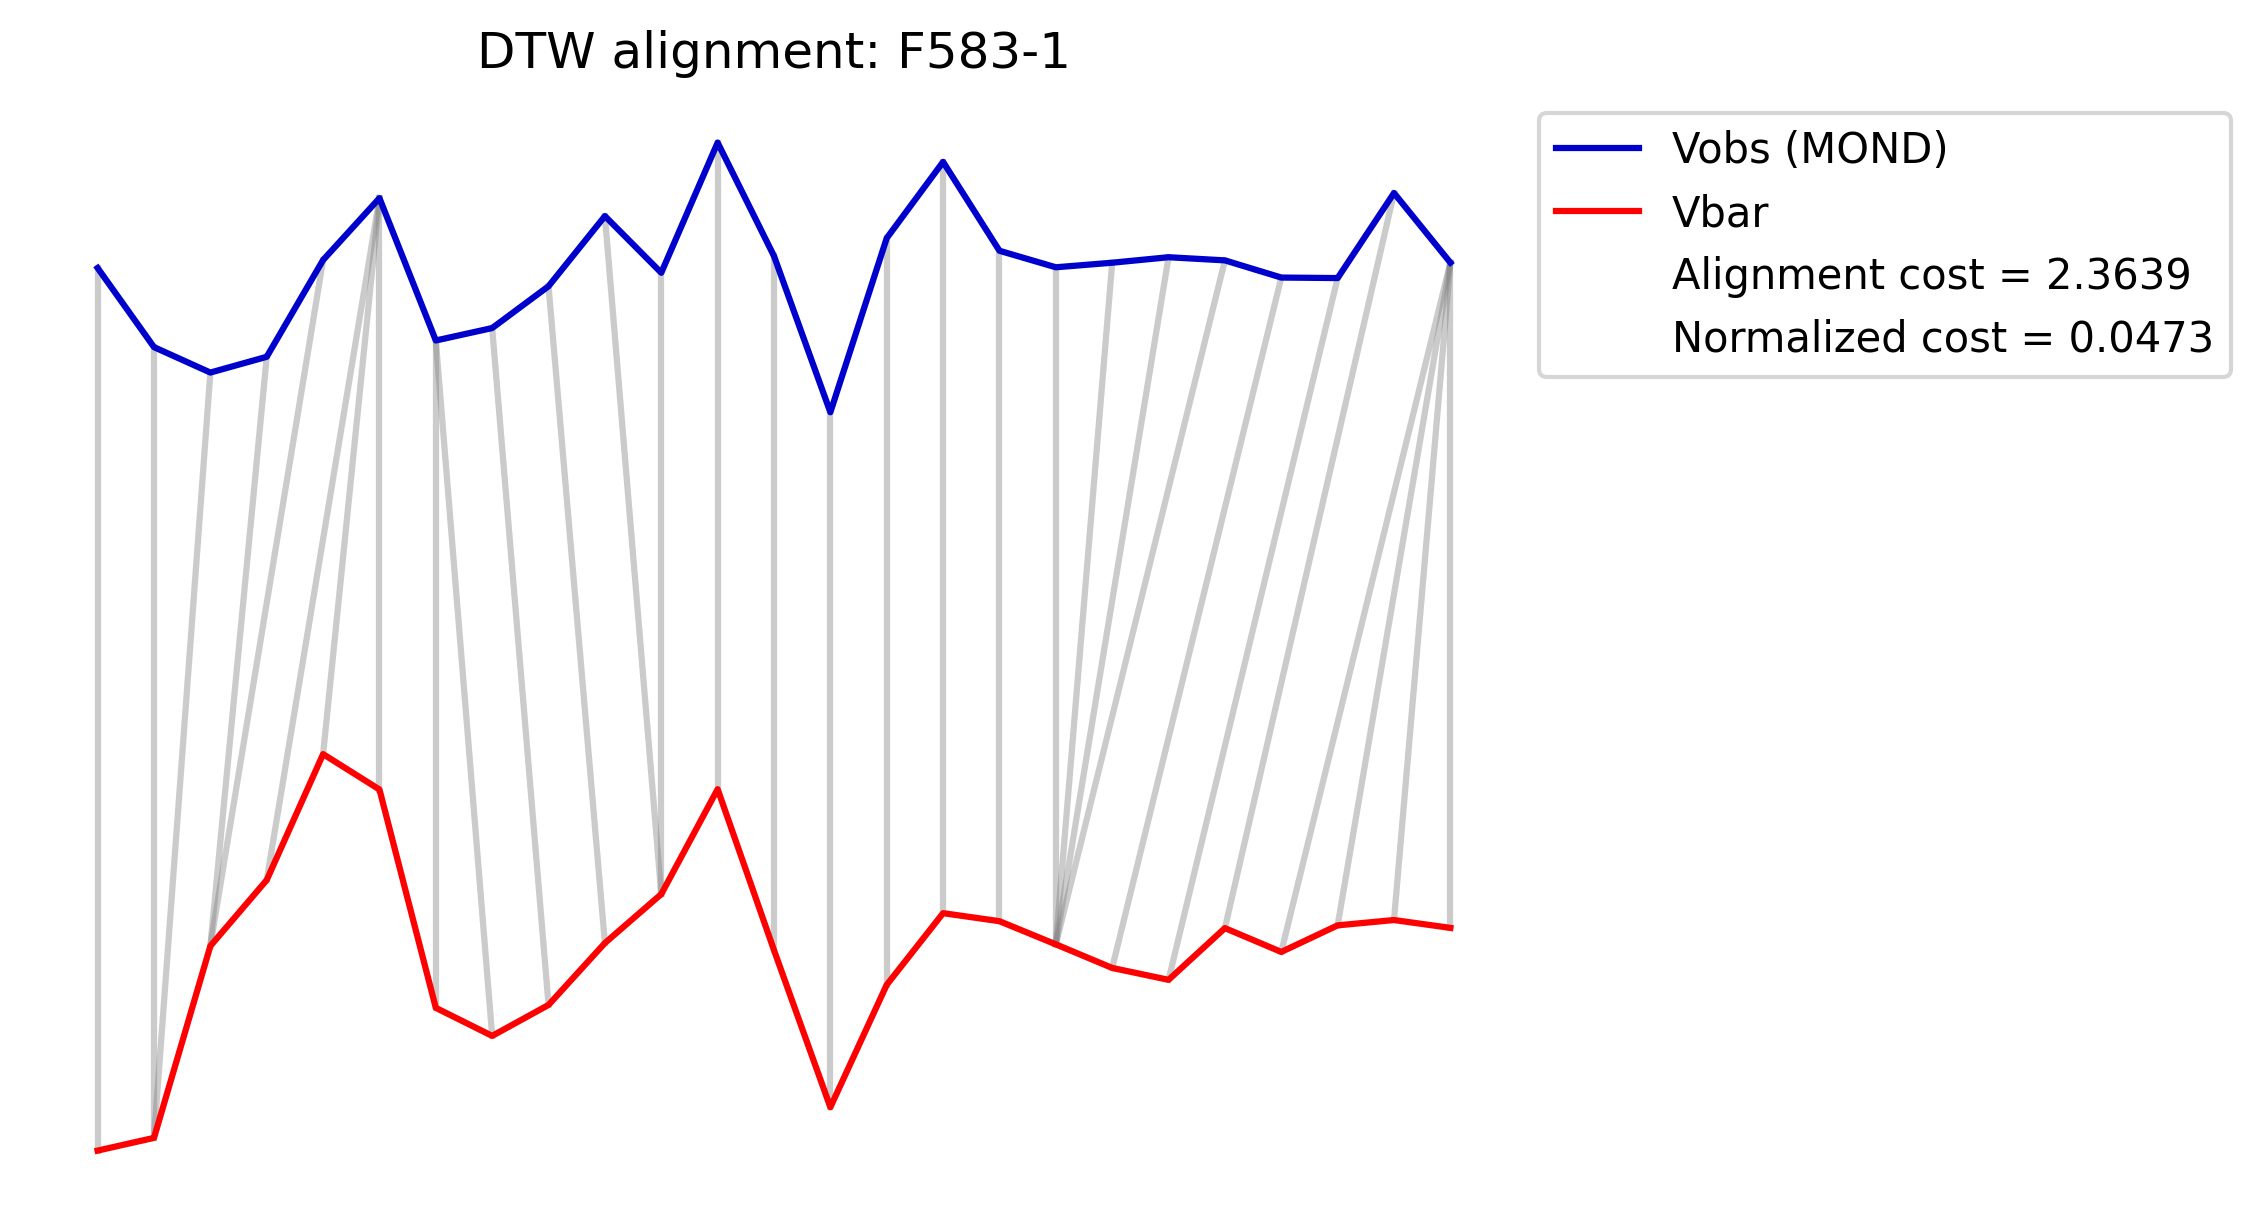 DTW alignment: F583-1
Vobs (MOND)
Vbar
Alignment cost = 2.3639
Normalized cost = 0.0473